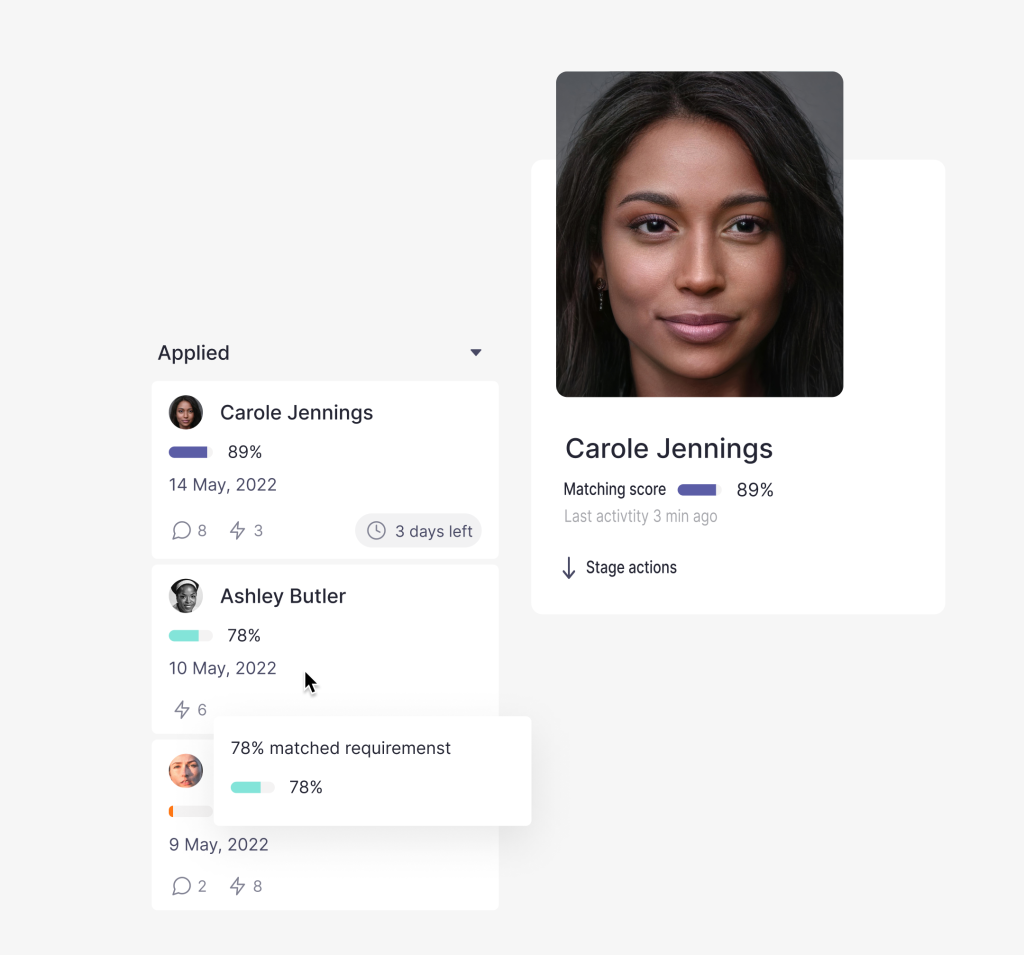 Applied
Carole Jennings
89%
14 May, 2022
8
3
3 days left
Ashley Butler
78%
10 May, 2022
6
78% matched requiremenst
78%
9 May, 2022
2
8
Carole Jennings
Matching score
89%
Last activtity 3 min ago
Stage actions